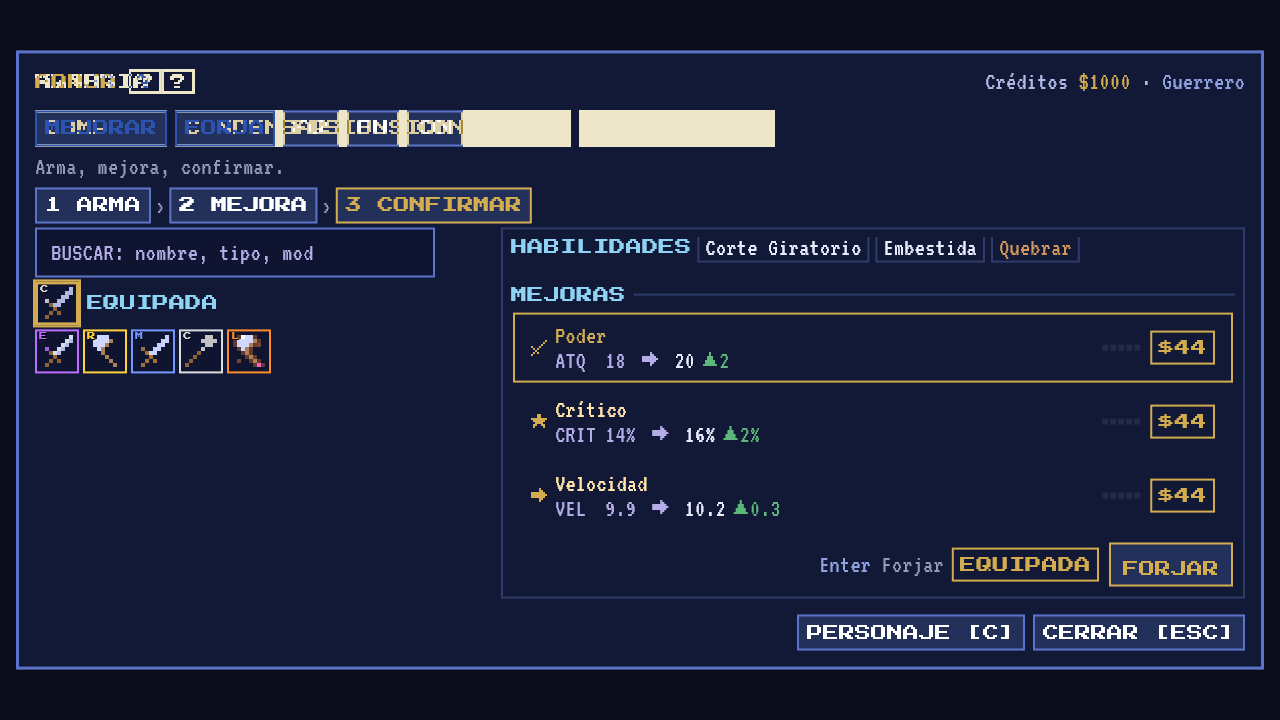 ? ? Créditos $1000 · Guerrero
MEJORAR
Arma, mejora, confirmar.
1 ARMA › 2 MEJORA › 3 CONFIRMAR
BUSCAR: nombre, tipo, mod
C EQUIPADA
E R M C L
HABILIDADES Corte Giratorio Embestida Quebrar
MEJORAS
Poder
ATQ 18 20 2 $44
Crítico
CRIT 14% 16% 2% $44
Velocidad
VEL 9.9 10.2 0.3 $44
Enter Forjar EQUIPADA FORJAR
PERSONAJE [C] CERRAR [ESC]